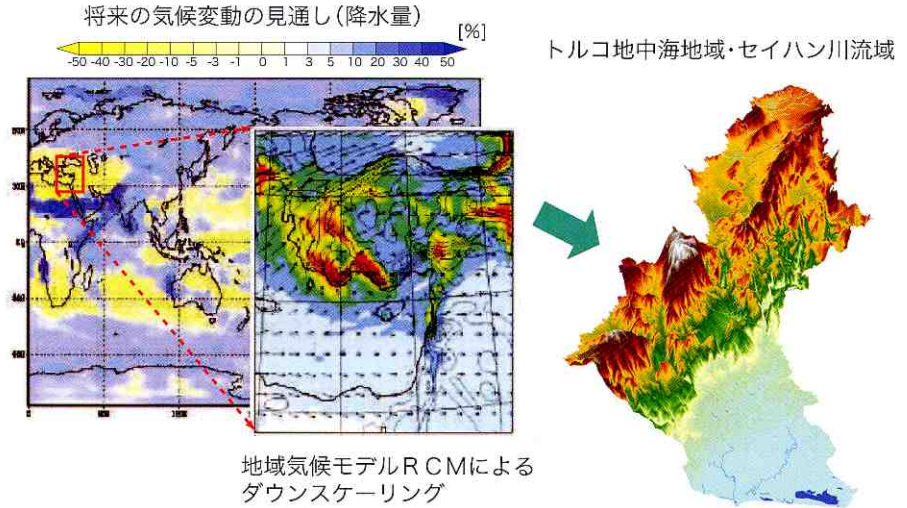 将来の気候変動の見通し(降水量)
[%]
-50 -40 -30 -20 -10 -5 -3 -1 0 1 3 5 10 20 30 40 50
トルコ地中海地域・セイハン川流域
地域気候モデルRCMによる
ダウンスケーリング